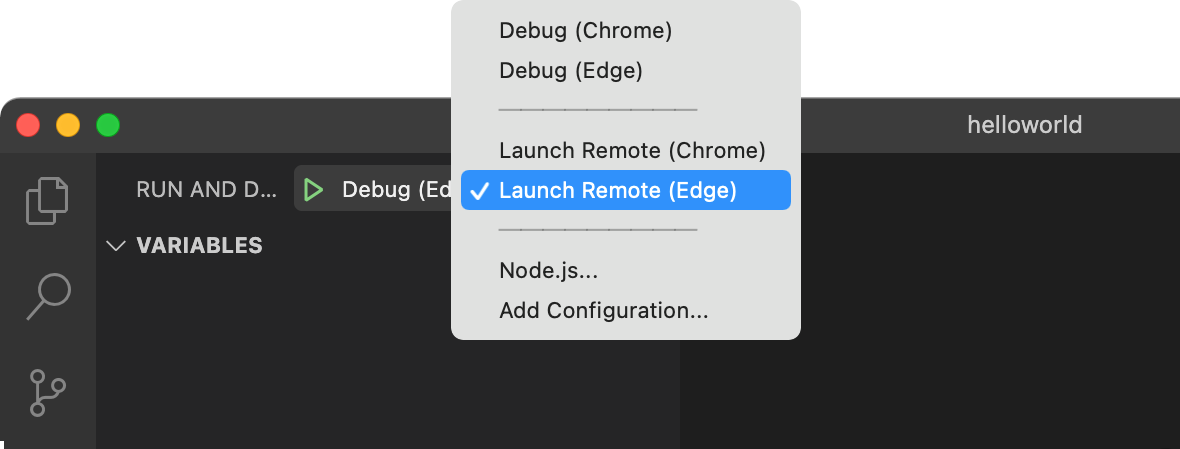 Debug (Chrome)
Debug (Edge)
helloworld
Launch Remote (Chrome)
RUN AND D...
Debug (Ed
Launch Remote (Edge)
VARIABLES
Node.js...
Add Configuration...